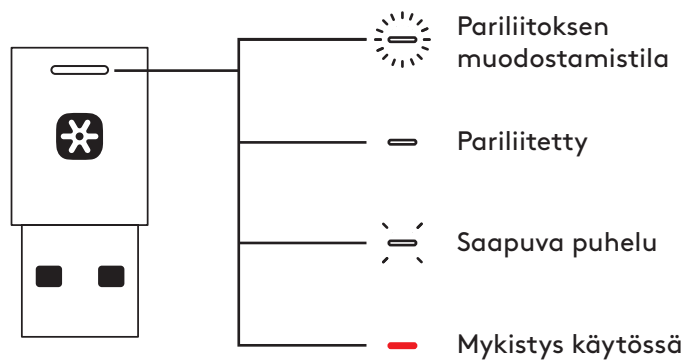 Pariliitoksen
muodostamistila
Pariliitetty
Saapuva puhelu
Mykistys käytössä